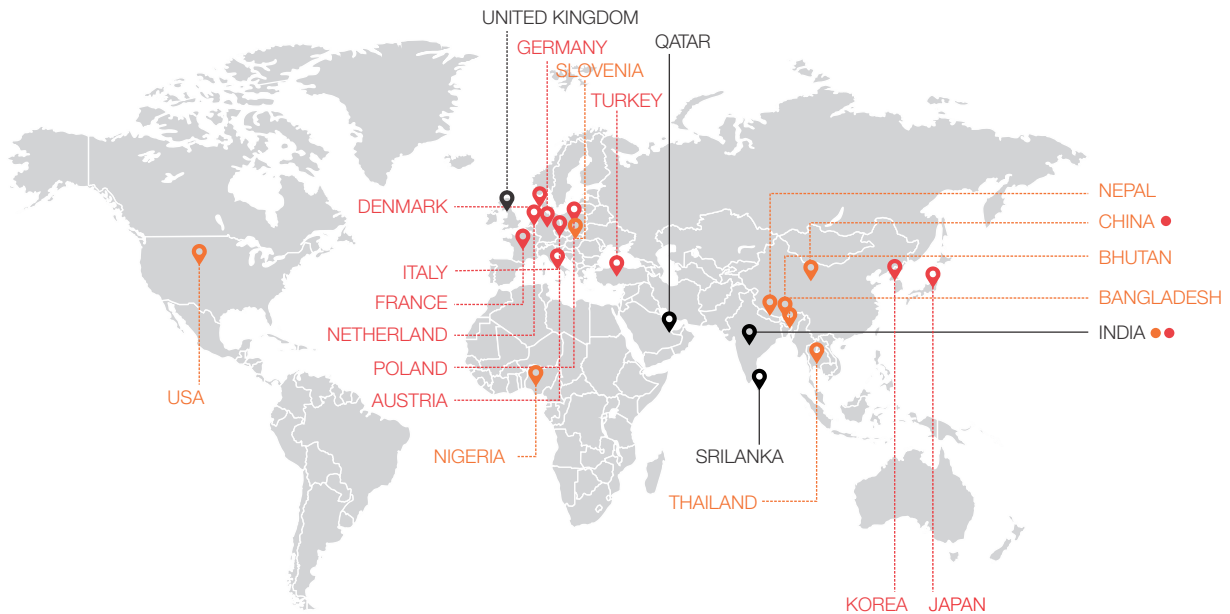 UNITED KINGDOM
QATAR
GERMANY
SLOVENIA
TURKEY
NEPAL
DENMARK
CHINA
BHUTAN
ITALY
FRANCE
BANGLADESH
NETHERLAND
INDIA
POLAND
USA
AUSTRIA
NIGERIA
SRILANKA
THAILAND
KOREA
JAPAN